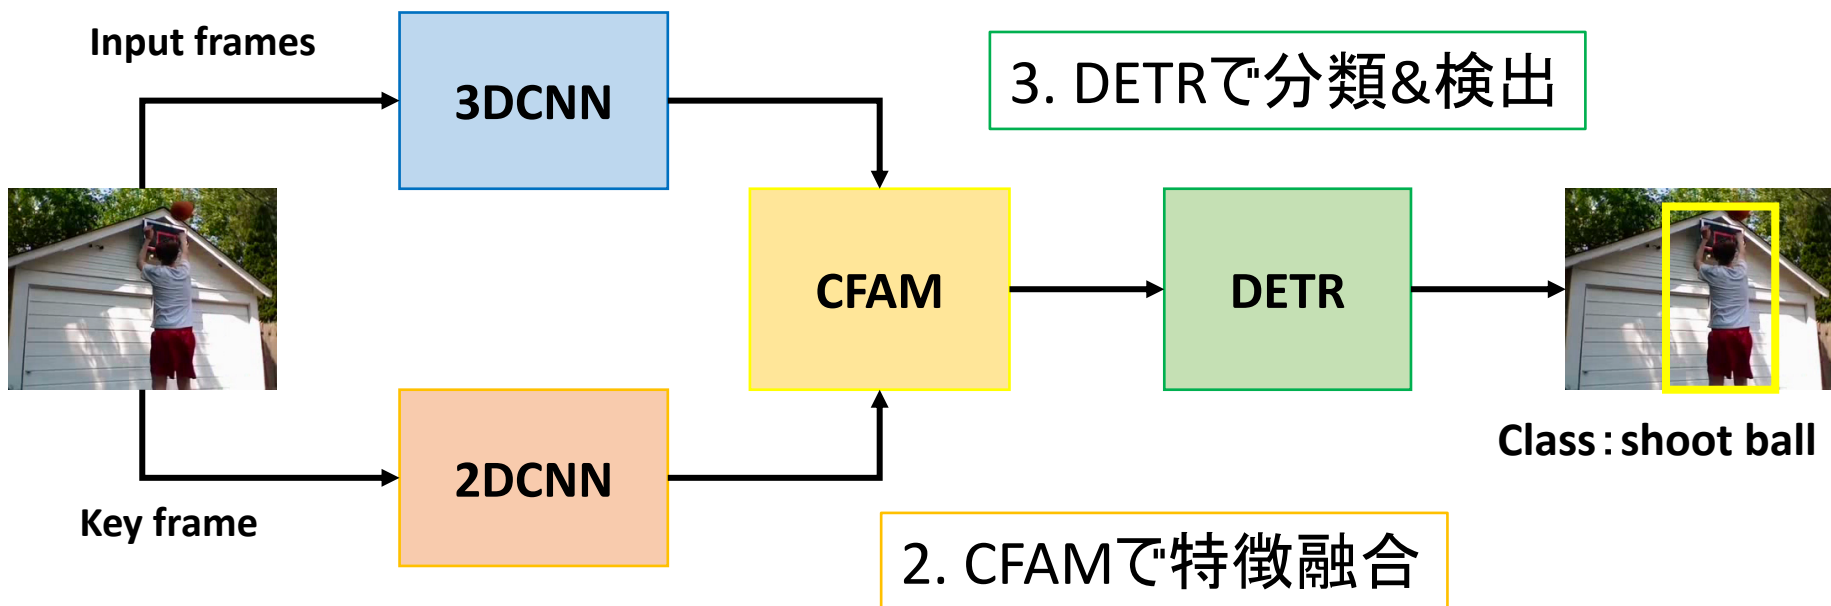 Input frames
3DCNN
3. DETRで分類&検出
CFAM
DETR
Class：shoot ball
2DCNN
Key frame
2. CFAMで特徴融合